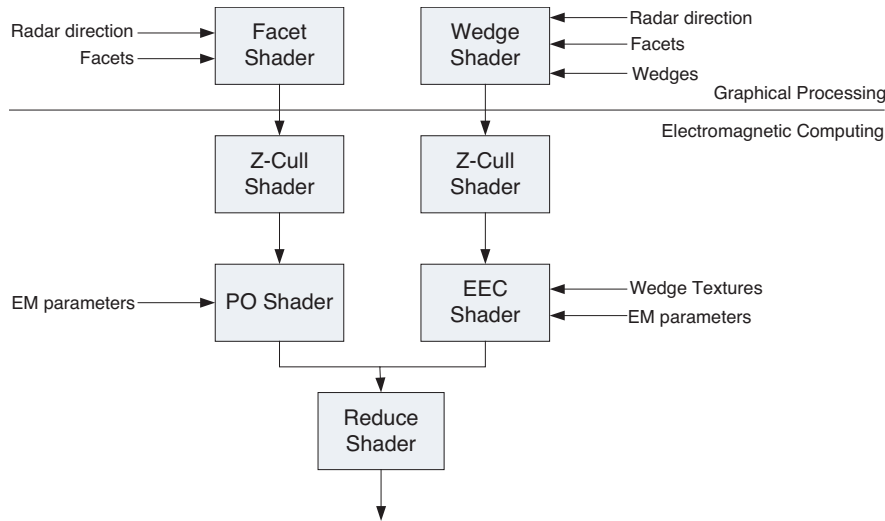 Radar direction
Facets
Facet
Shader
Wedge
Shader
Radar direction
Facets
Wedges
Graphical Processing
Electromagnetic Computing
Z-Cull
Shader
Z-Cull
Shader
EM parameters
PO Shader
EEC
Shader
Wedge Textures
EM parameters
Reduce
Shader